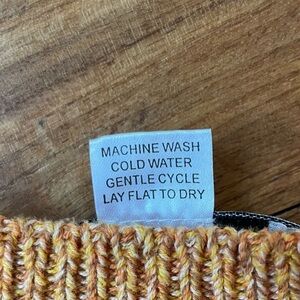 MACHINE WASH
COLD WATER
GENTLE CYCLE
LAY FLAT TO DRY